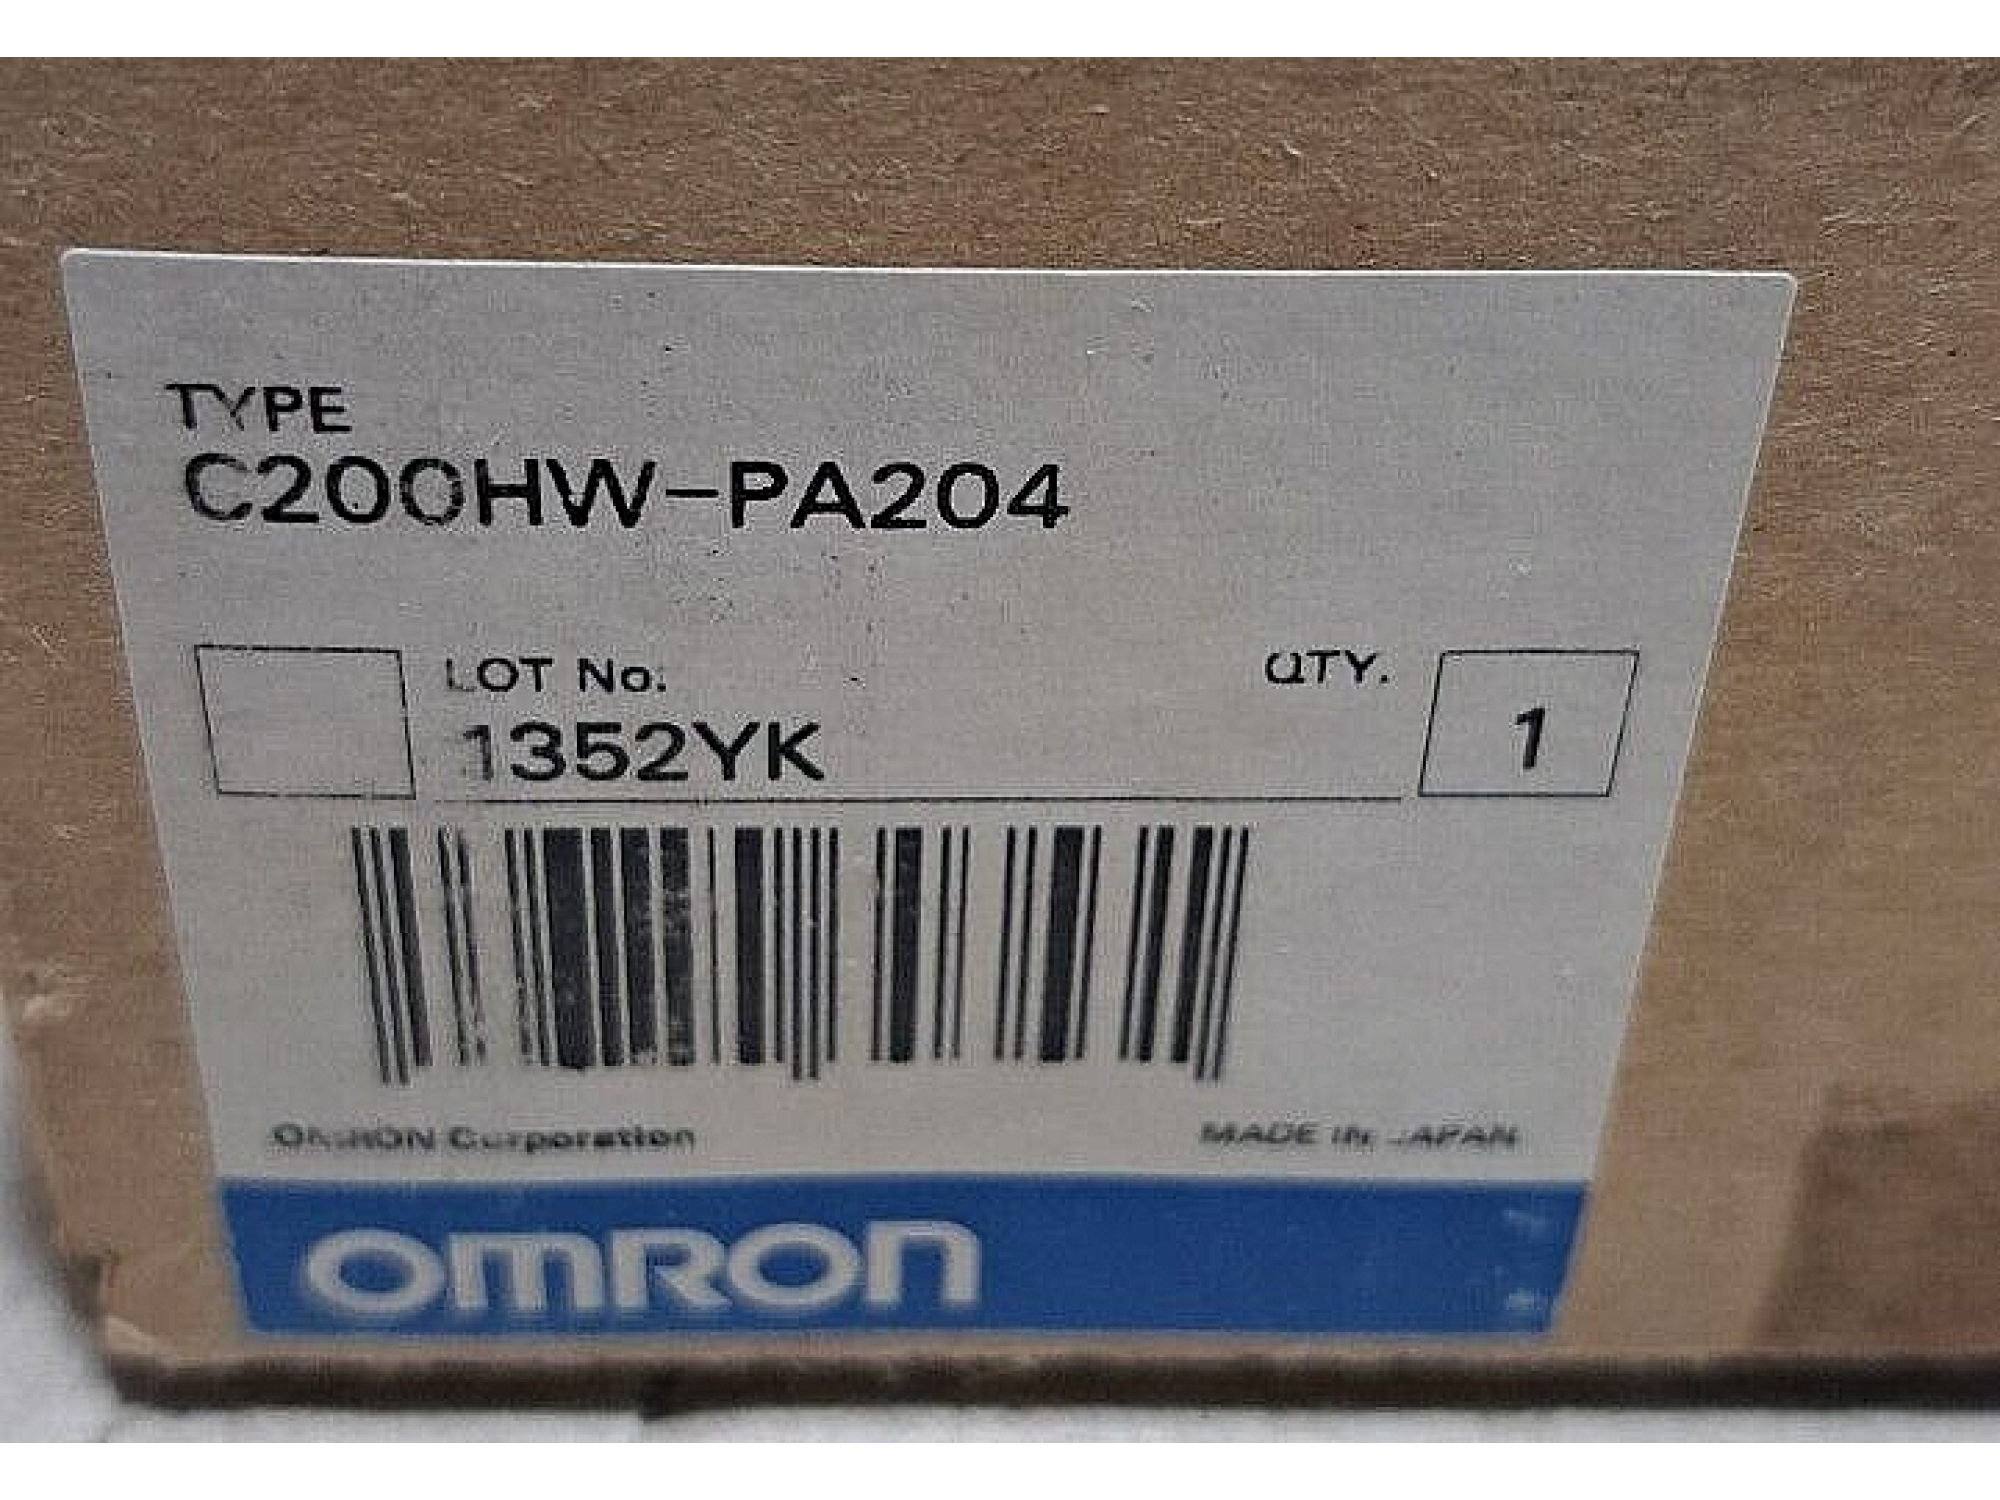 TYPE
C200HW-PA204
LOT No.
QTY.
1352YK
1
OMRON Corporation
MADE IN JAPAN
OMRON